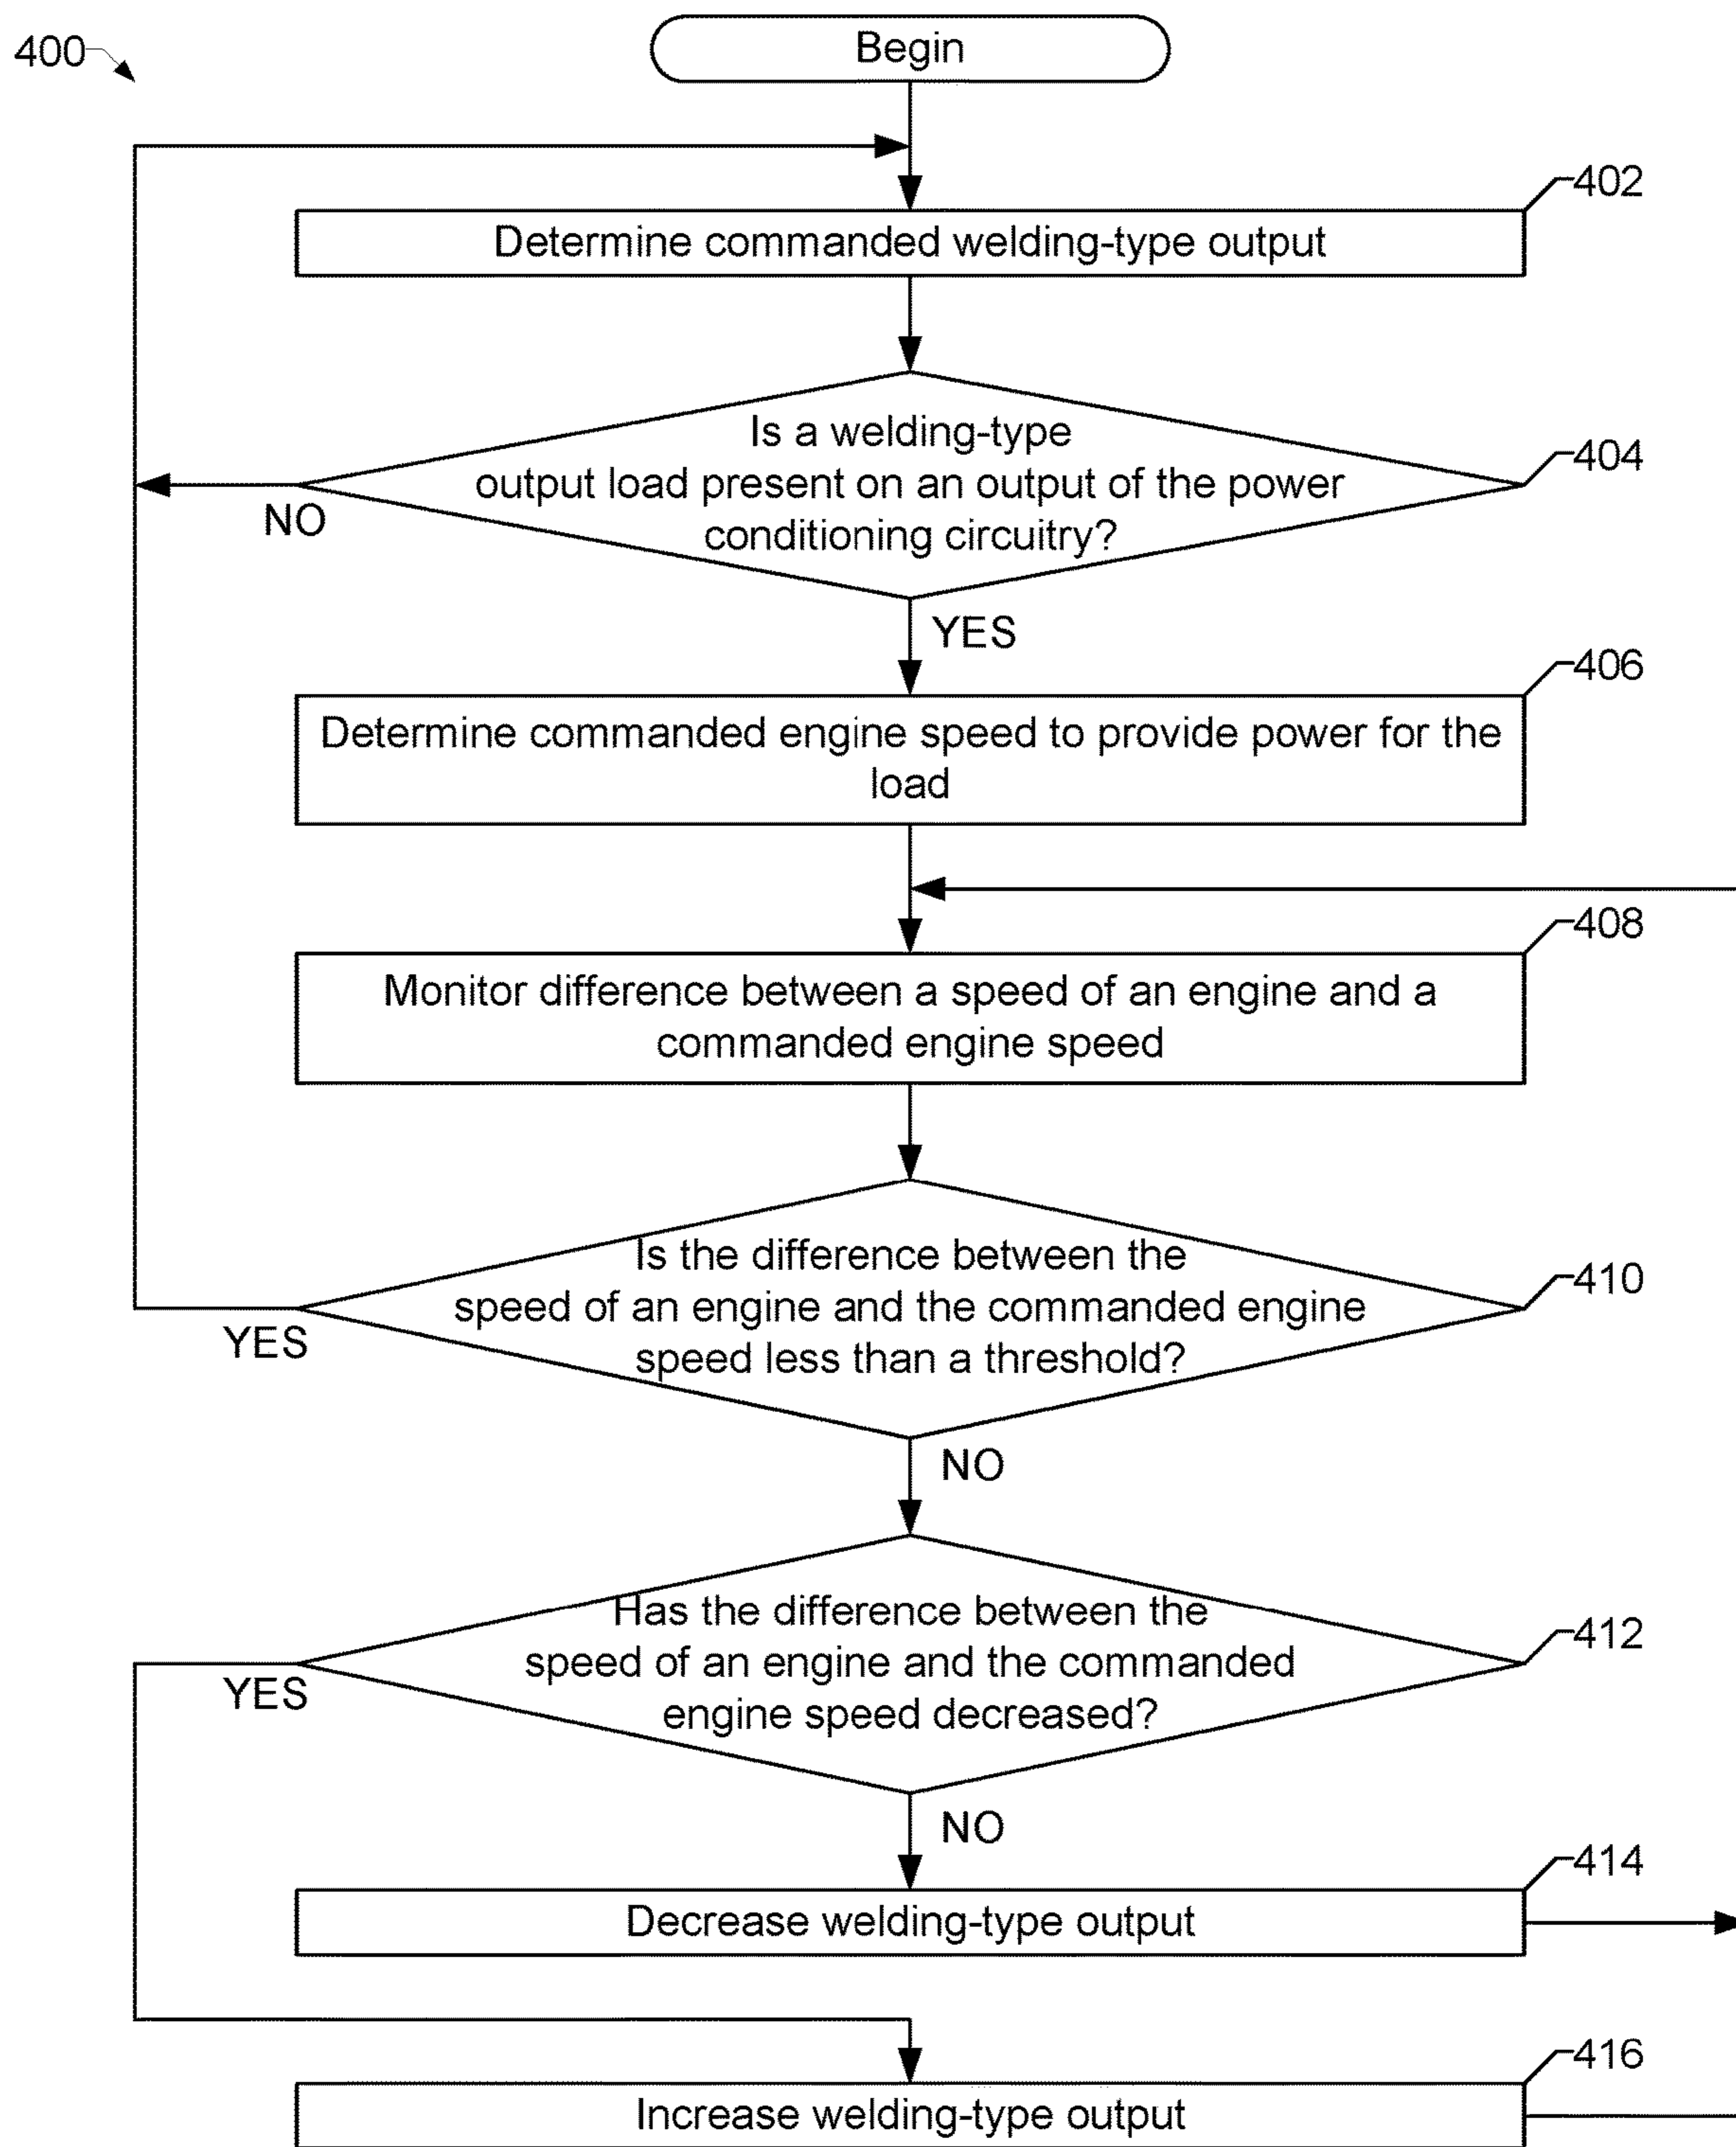 400
Begin
402
Determine commanded welding-type output
Is a welding-type
output load present on an output of the power
conditioning circuitry?
404
NO
YES
406
Determine commanded engine speed to provide power for the
load
408
Monitor difference between a speed of an engine and a
commanded engine speed
Is the difference between the
speed of an engine and the commanded engine
speed less than a threshold?
410
YES
NO
Has the difference between the
speed of an engine and the commanded
engine speed decreased?
412
YES
NO
414
Decrease welding-type output
416
Increase welding-type output